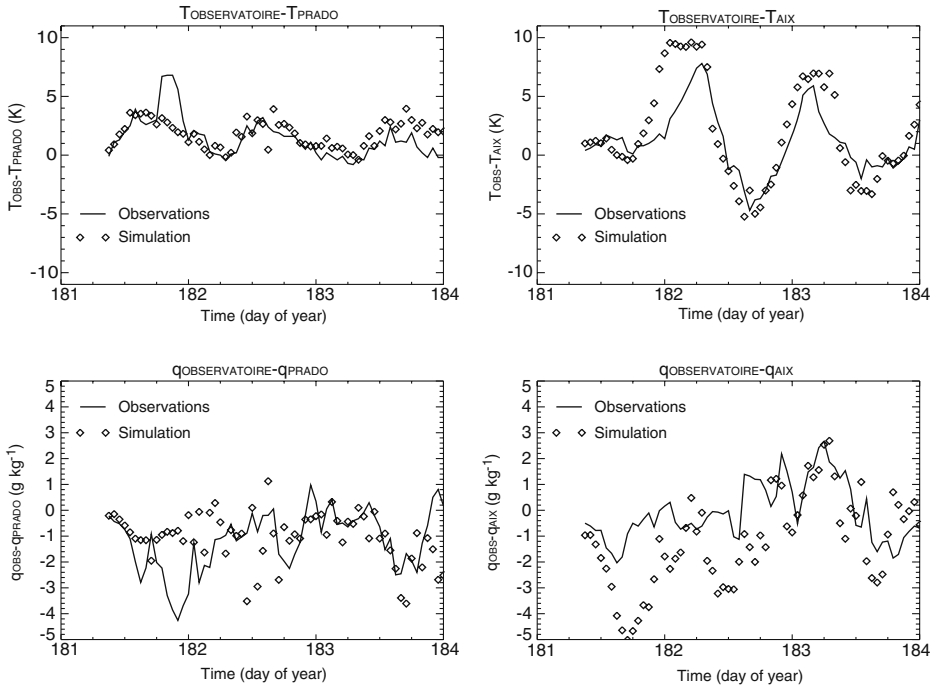 TOBSERVATOIRE-TPRADO
10
5
0
-5
-10
TOBS-TPRADO (K)
Observations
Simulation
181 182 183 184
Time (day of year)
TOBSERVATOIRE-TAIX
10
5
0
-5
-10
TOBS-TAIX (K)
Observations
Simulation
181 182 183 184
Time (day of year)
qOBSERVATOIRE-qPRADO
5
4
3
2
1
0
-1
-2
-3
-4
-5
qOBS-qPRADO (g kg-1)
Observations
Simulation
181 182 183 184
Time (day of year)
qOBSERVATOIRE-qAIX
5
4
3
2
1
0
-1
-2
-3
-4
-5
qOBS-qAIX (g kg-1)
Observations
Simulation
181 182 183 184
Time (day of year)